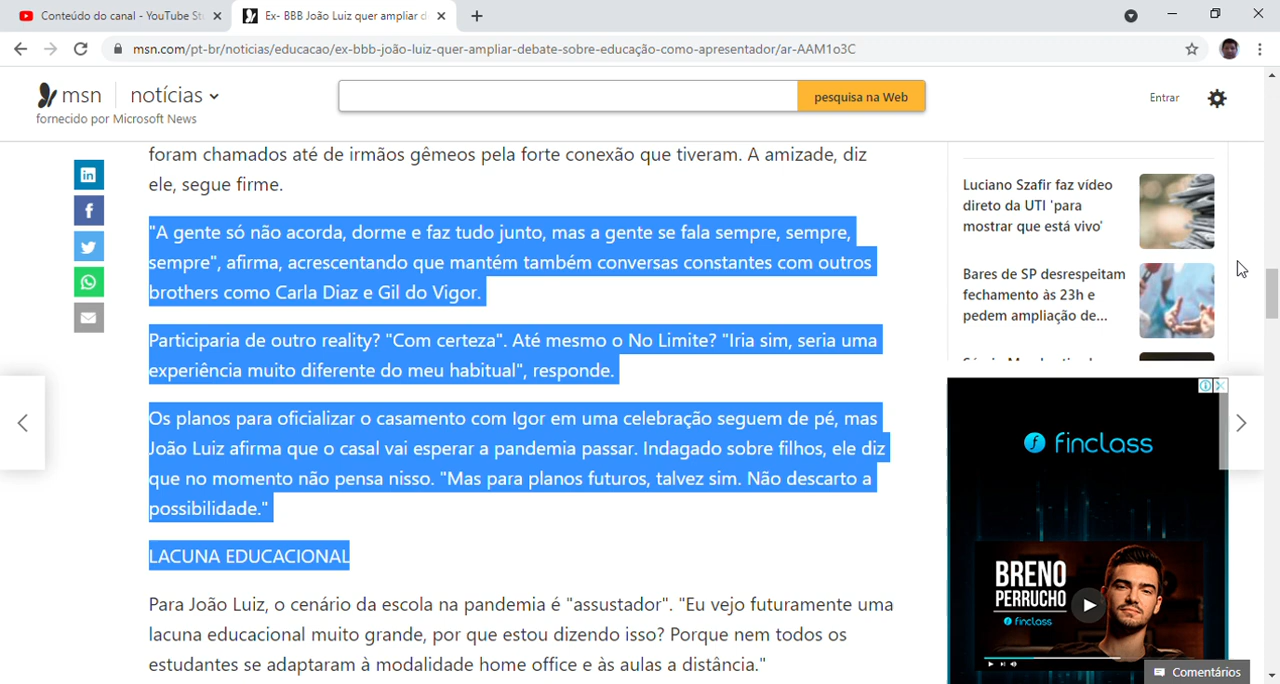 Conteúdo do canal - YouTube St
Ex- BBB João Luiz quer ampliar d
msn.com/pt-br/noticias/educacao/ex-bbb-joão-luiz-quer-ampliar-debate-sobre-educação-como-apresentador/ar-AAM1o3C
msn notícias
pesquisa na Web
Entrar
fornecido por Microsoft News
foram chamados até de irmãos gêmeos pela forte conexão que tiveram. A amizade, diz
ele, segue firme.
"A gente só não acorda, dorme e faz tudo junto, mas a gente se fala sempre, sempre,
sempre", afirma, acrescentando que mantém também conversas constantes com outros
brothers como Carla Diaz e Gil do Vigor.
Participaria de outro reality? "Com certeza". Até mesmo o No Limite? "Iria sim, seria uma
experiência muito diferente do meu habitual", responde.
Os planos para oficializar o casamento com Igor em uma celebração seguem de pé, mas
João Luiz afirma que o casal vai esperar a pandemia passar. Indagado sobre filhos, ele diz
que no momento não pensa nisso. "Mas para planos futuros, talvez sim. Não descarto a
possibilidade."
LACUNA EDUCACIONAL
Para João Luiz, o cenário da escola na pandemia é "assustador". "Eu vejo futuramente uma
lacuna educacional muito grande, por que estou dizendo isso? Porque nem todos os
estudantes se adaptaram à modalidade home office e às aulas a distância."
Luciano Szafir faz vídeo
direto da UTI 'para
mostrar que está vivo'
Bares de SP desrespeitam
fechamento às 23h e
pedem ampliação de...
finclass
BRENO
PERRUCHO
finclass
Comentários